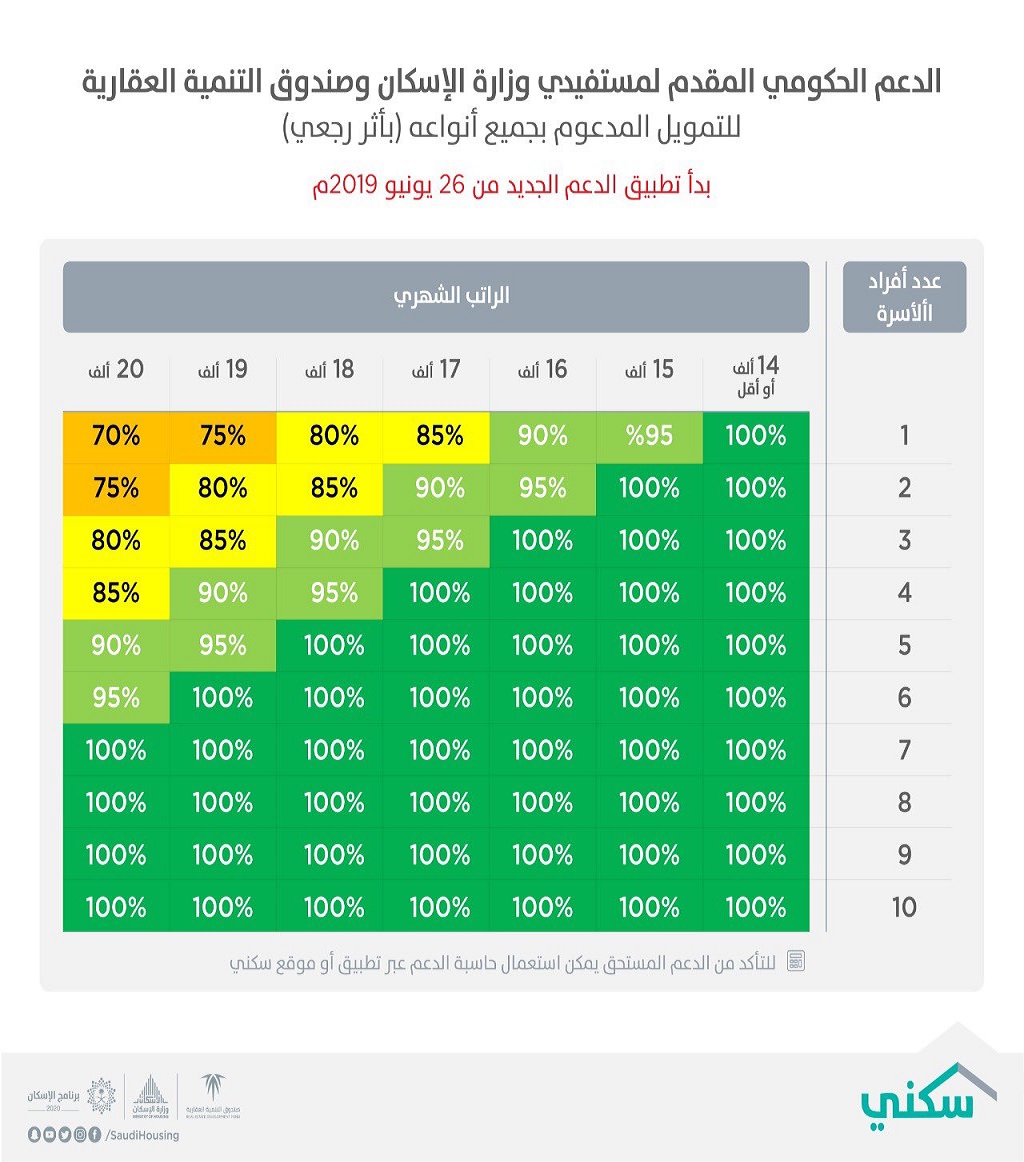 الدعم الحكومي المقدم لمستفيدي وزارة الإسكان وصندوق التنمية العقارية
للتمويل المدعوم بجميع أنواعه (بأثر رجعي)
بدأ تطبيق الدعم الجديد من 26 يونيو 2019م
عدد أفراد
األأسرة
الراتب الشهري
14 ألف
أو أقل
15 ألف
16 ألف
17 ألف
18 ألف
19 ألف
20 ألف
1 100% %95 90% 85% 80% 75% 70%
2 100% 100% 95% 90% 85% 80% 75%
3 100% 100% 100% 95% 90% 85% 80%
4 100% 100% 100% 100% 95% 90% 85%
5 100% 100% 100% 100% 100% 95% 90%
6 100% 100% 100% 100% 100% 100% 95%
7 100% 100% 100% 100% 100% 100% 100%
8 100% 100% 100% 100% 100% 100% 100%
9 100% 100% 100% 100% 100% 100% 100%
10 100% 100% 100% 100% 100% 100% 100%
للتأكد من الدعم المستحق يمكن استعمال حاسبة الدعم عبر تطبيق أو موقع سكني
سكني
صندوق التنمية العقارية
REAL ESTATE DEVELOPMENT FUND
وزارة الإسكان
MINISTRY OF HOUSING
برنامج الإسكان
2020
/SaudiHousing